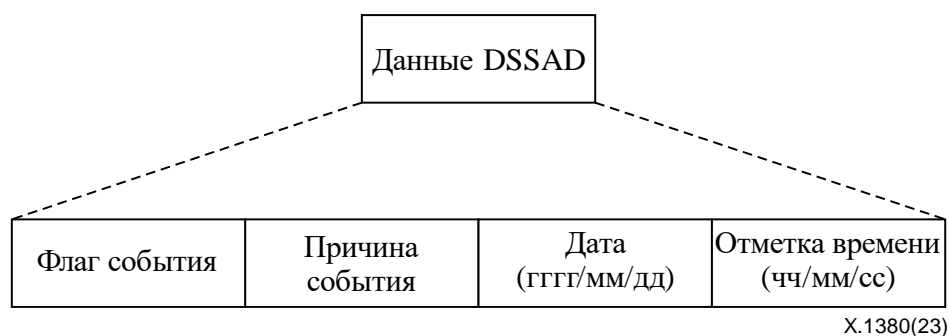 Данные DSSAD
Флаг события
Причина
события
Дата
(гггг/мм/дд)
Отметка времени
(чч/мм/сс)
X.1380(23)